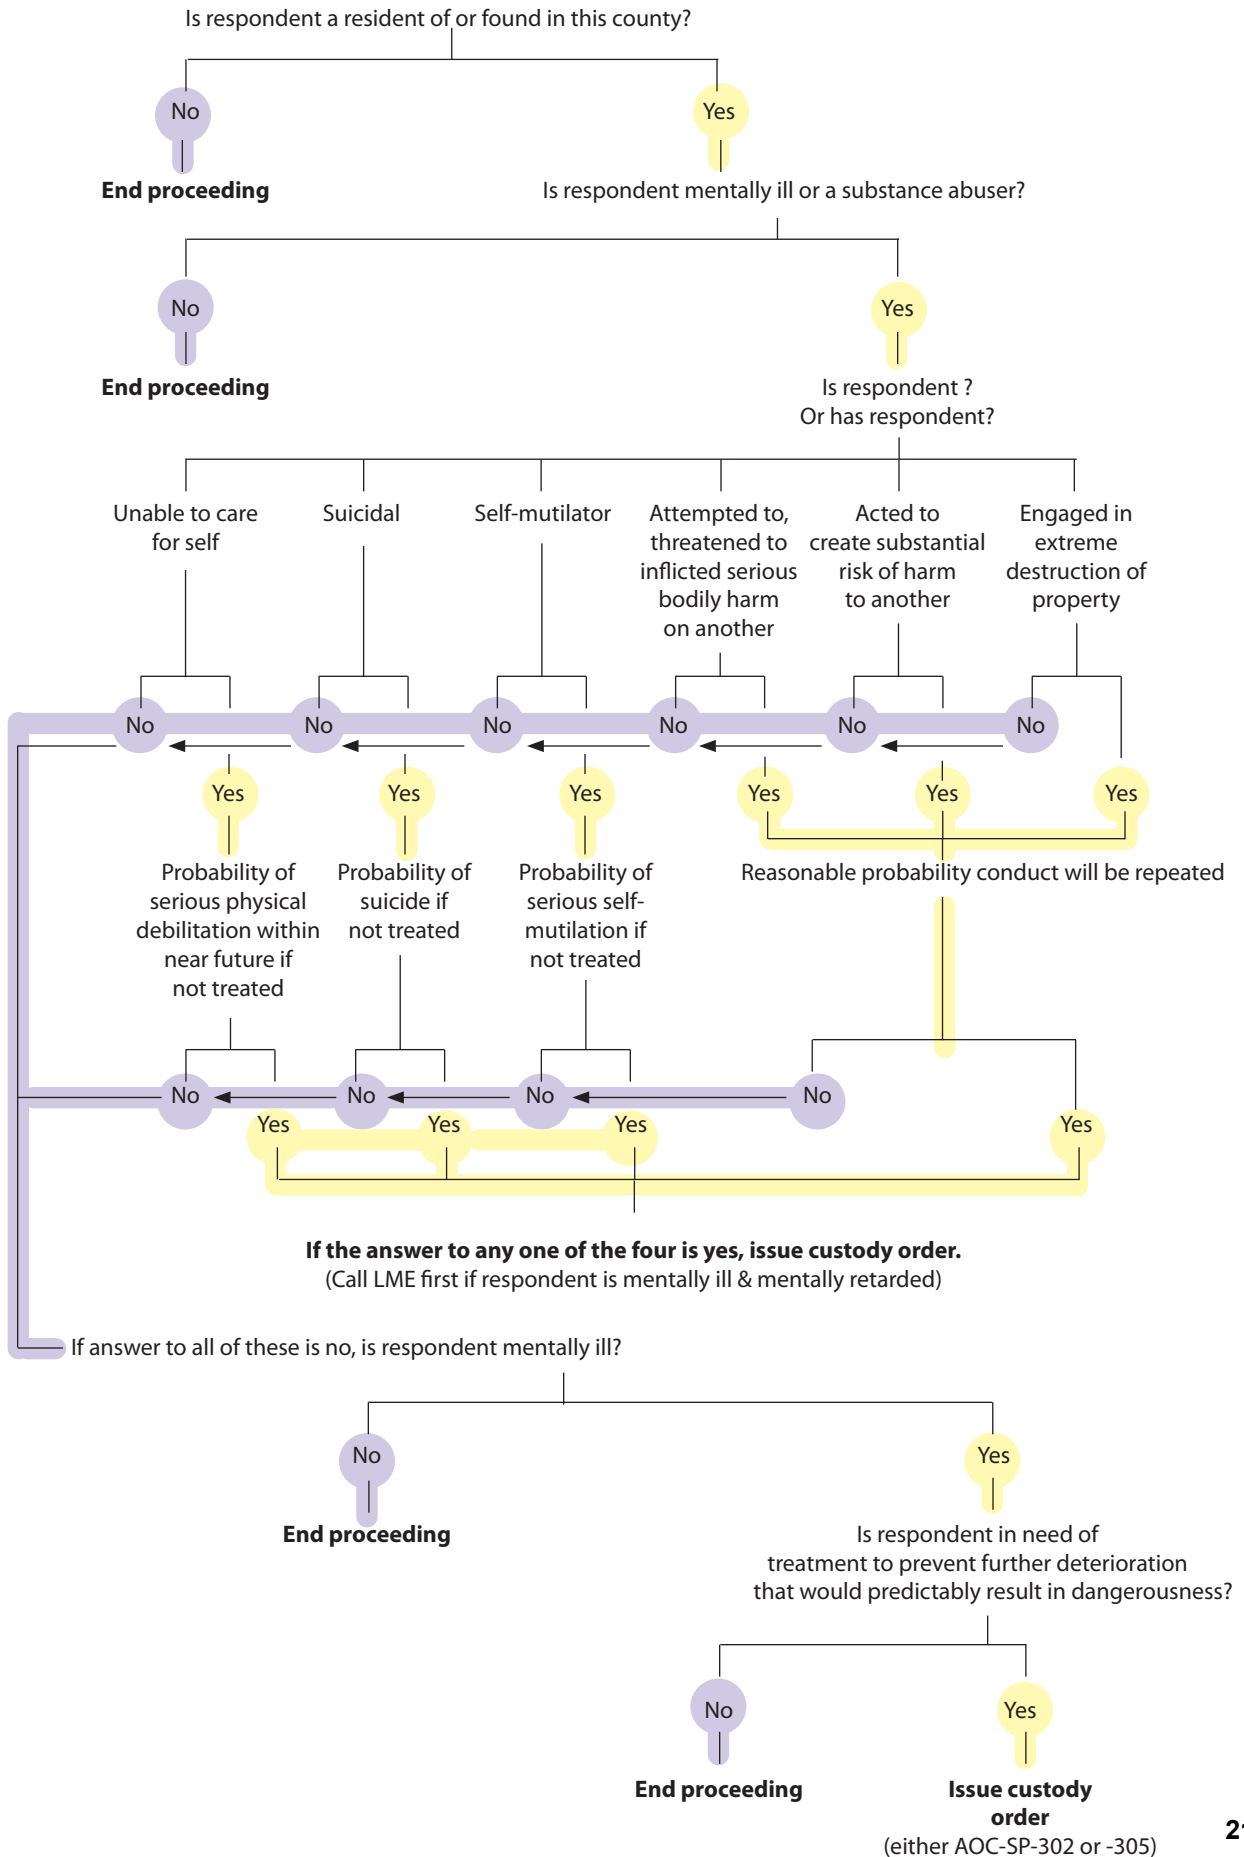 Is respondent a resident of or found in this county?
No
Yes
End proceeding
Is respondent mentally ill or a substance abuser?
No
Yes
End proceeding
Is respondent ?
Or has respondent?
Unable to care
for self
Suicidal
Self-mutilator
Attempted to,
threatened to
inflicted serious
bodily harm
on another
Acted to
create substantial
risk of harm
to another
Engaged in
extreme
destruction of
property
No
No
No
No
No
No
Yes
Yes
Yes
Yes
Yes
Yes
Probability of
serious physical
debilitation within
near future if
not treated
Probability of
suicide if
not treated
Probability of
serious self-
mutilation if
not treated
Reasonable probability conduct will be repeated
No
No
No
No
Yes
Yes
Yes
Yes
If the answer to any one of the four is yes, issue custody order.
(Call LME first if respondent is mentally ill & mentally retarded)
If answer to all of these is no, is respondent mentally ill?
No
Yes
End proceeding
Is respondent in need of
treatment to prevent further deterioration
that would predictably result in dangerousness?
No
Yes
End proceeding
Issue custody
order
(either AOC-SP-302 or -305)